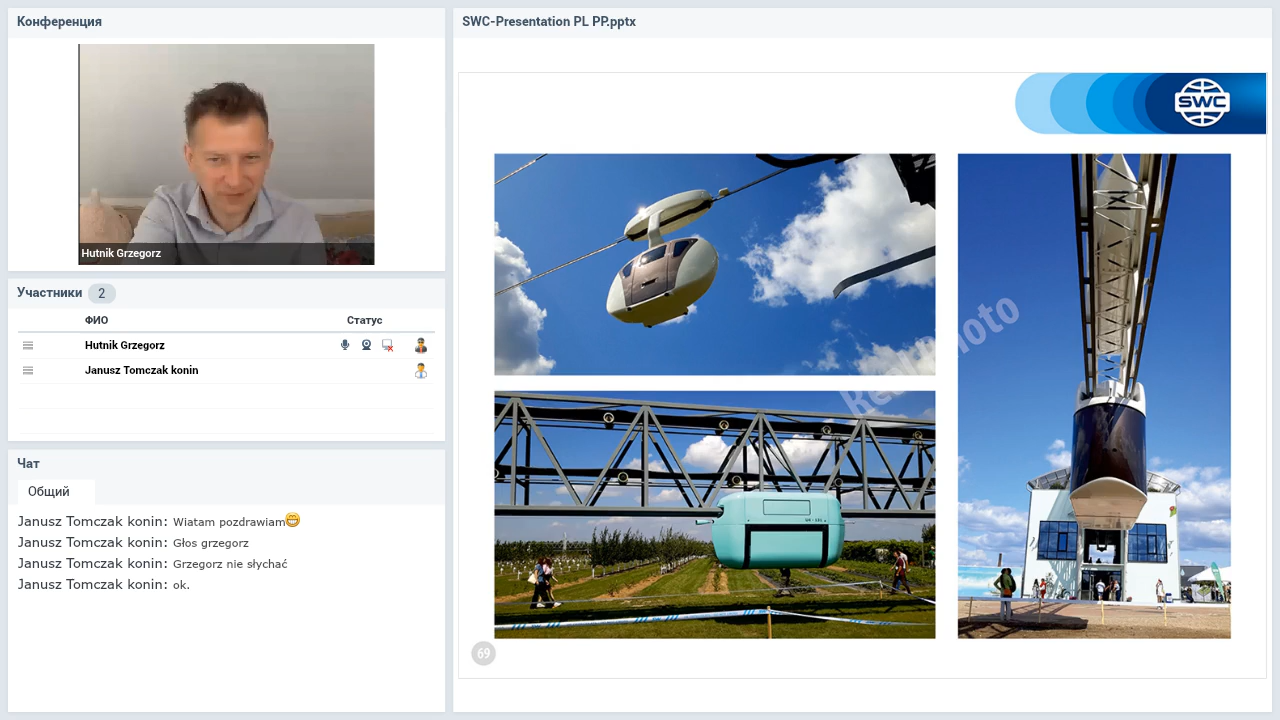 Конференция
Hutnik Grzegorz
Участники 2
ФИО Статус
Hutnik Grzegorz
Janusz Tomczak konin
Чат
Общий
Janusz Tomczak konin: Wiatam pozdrawiam
Janusz Tomczak konin: Głos grzegorz
Janusz Tomczak konin: Grzegorz nie słychać
Janusz Tomczak konin: ok.
SWC-Presentation PL PP.pptx
SWC
69